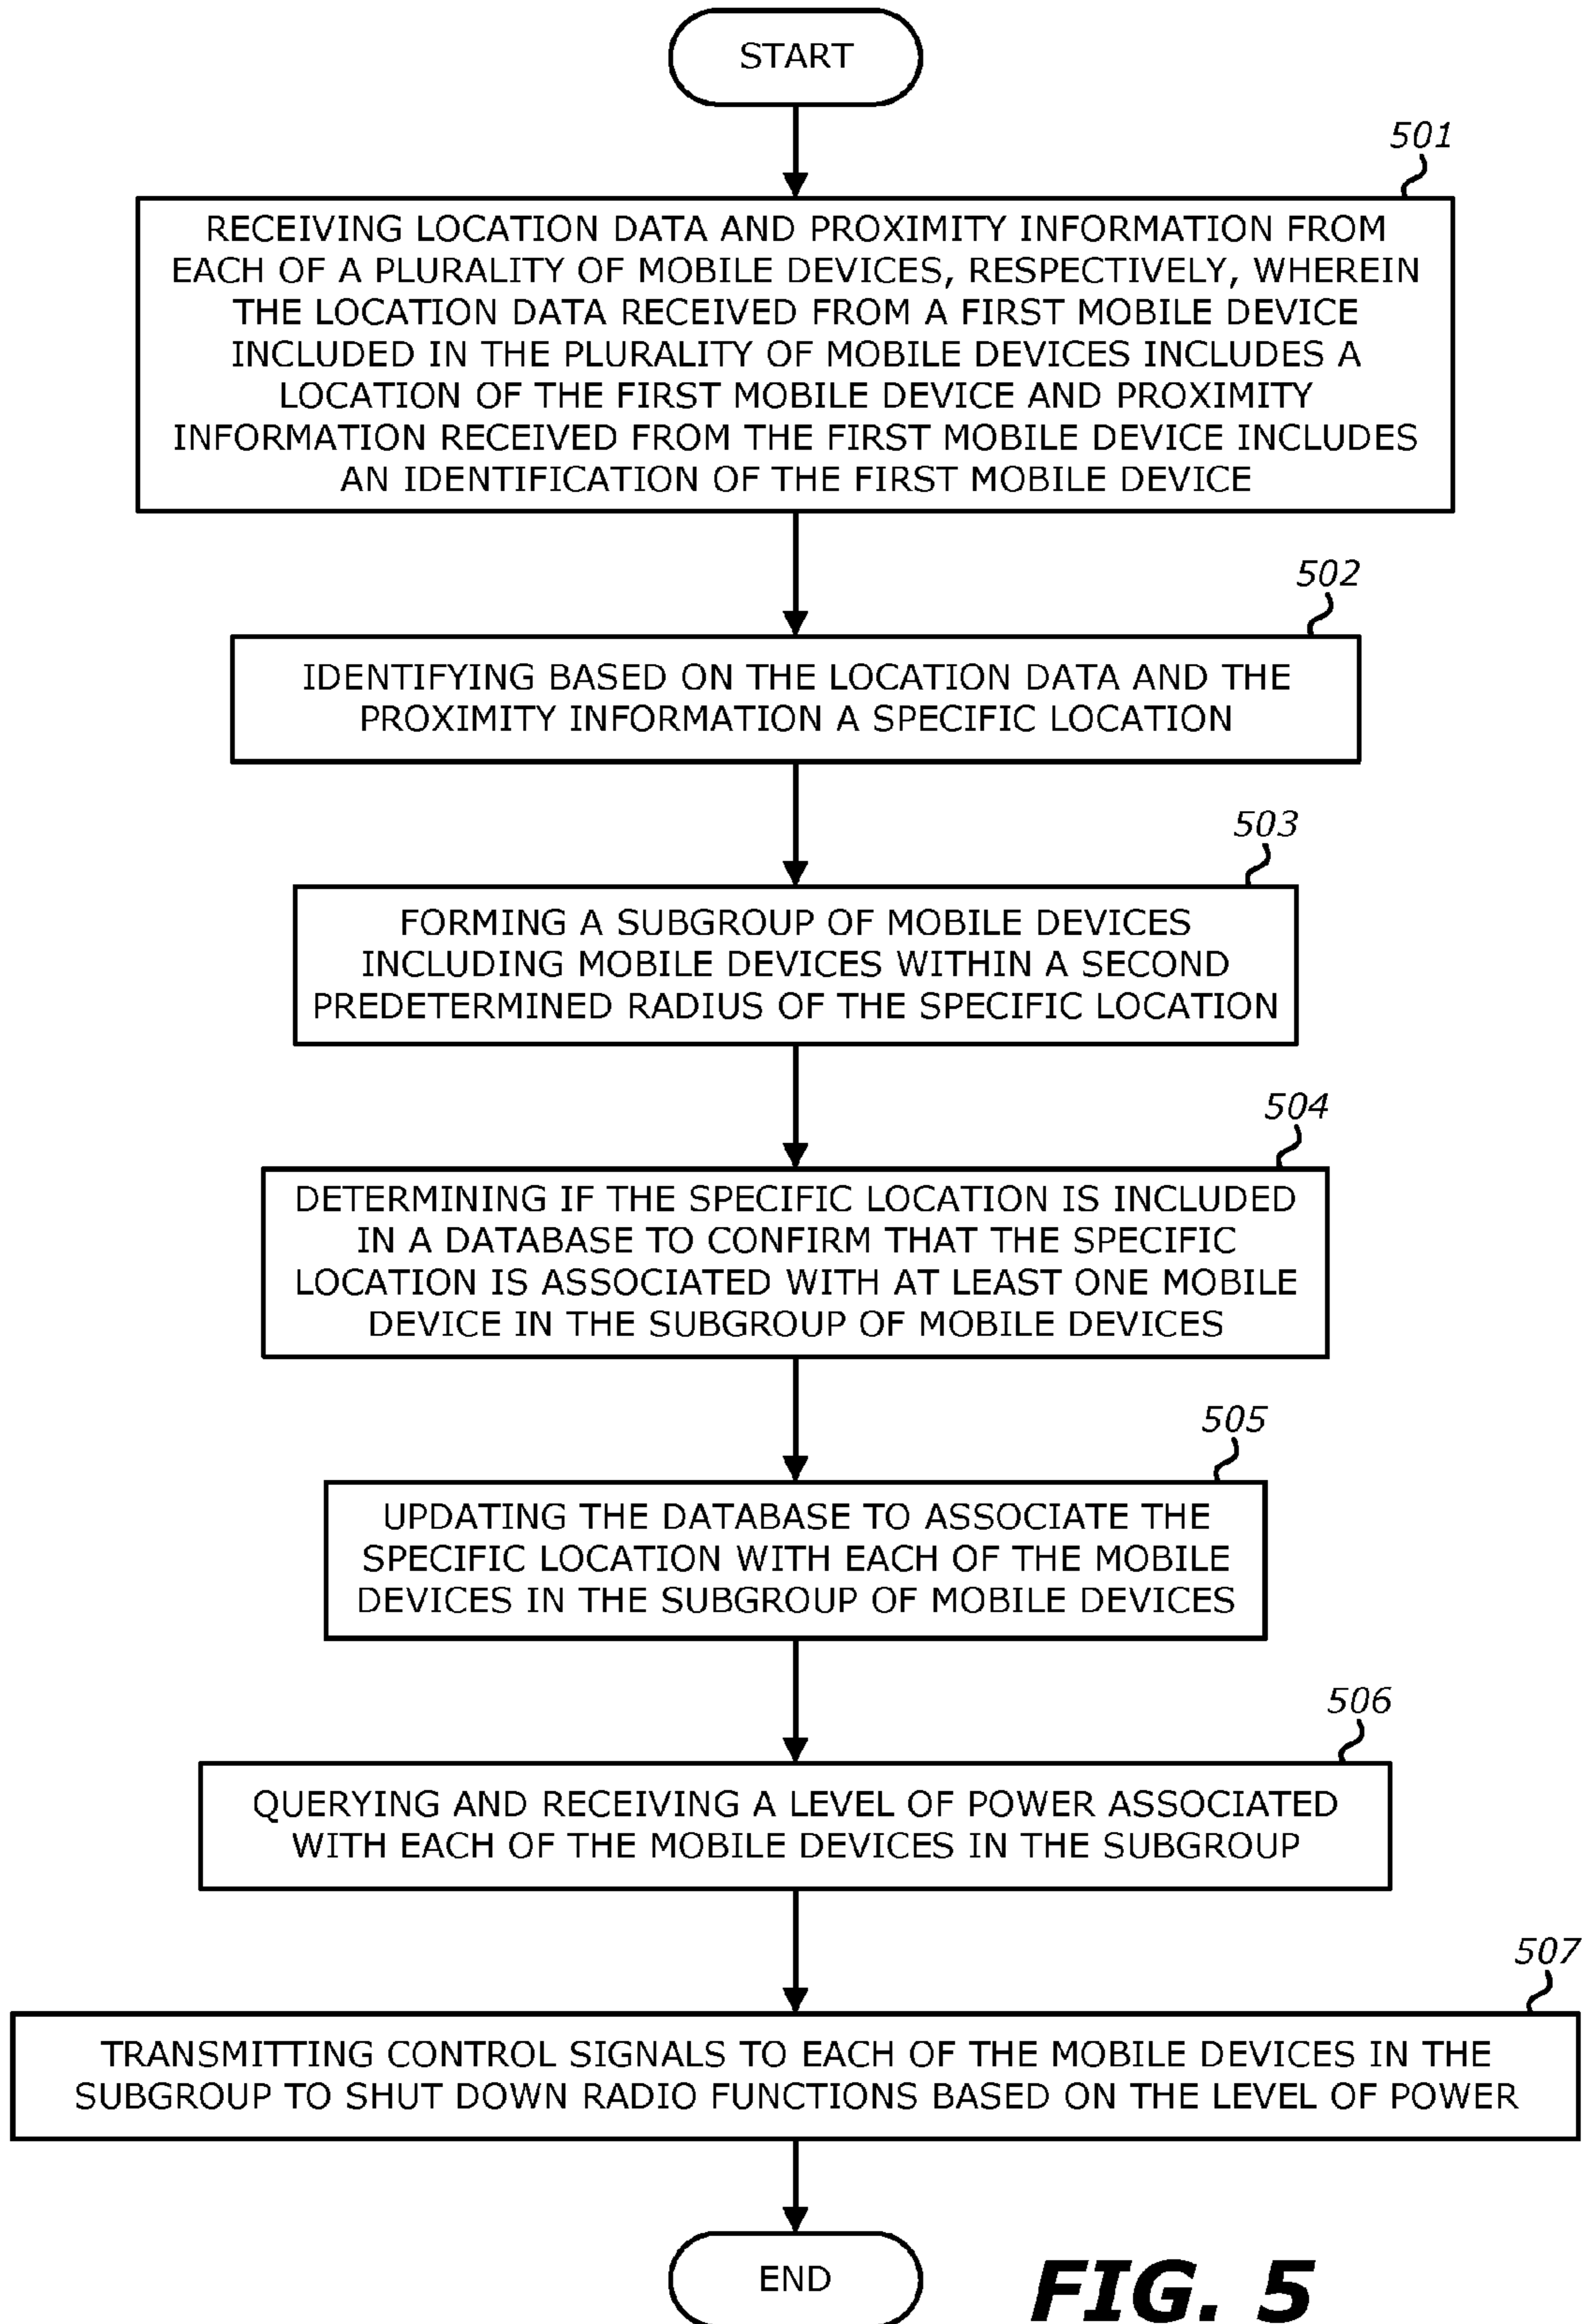 START
501
RECEIVING LOCATION DATA AND PROXIMITY INFORMATION FROM
EACH OF A PLURALITY OF MOBILE DEVICES, RESPECTIVELY, WHEREIN
THE LOCATION DATA RECEIVED FROM A FIRST MOBILE DEVICE
INCLUDED IN THE PLURALITY OF MOBILE DEVICES INCLUDES A
LOCATION OF THE FIRST MOBILE DEVICE AND PROXIMITY
INFORMATION RECEIVED FROM THE FIRST MOBILE DEVICE INCLUDES
AN IDENTIFICATION OF THE FIRST MOBILE DEVICE
502
IDENTIFYING BASED ON THE LOCATION DATA AND THE
PROXIMITY INFORMATION A SPECIFIC LOCATION
503
FORMING A SUBGROUP OF MOBILE DEVICES
INCLUDING MOBILE DEVICES WITHIN A SECOND
PREDETERMINED RADIUS OF THE SPECIFIC LOCATION
504
DETERMINING IF THE SPECIFIC LOCATION IS INCLUDED
IN A DATABASE TO CONFIRM THAT THE SPECIFIC
LOCATION IS ASSOCIATED WITH AT LEAST ONE MOBILE
DEVICE IN THE SUBGROUP OF MOBILE DEVICES
505
UPDATING THE DATABASE TO ASSOCIATE THE
SPECIFIC LOCATION WITH EACH OF THE MOBILE
DEVICES IN THE SUBGROUP OF MOBILE DEVICES
506
QUERYING AND RECEIVING A LEVEL OF POWER ASSOCIATED
WITH EACH OF THE MOBILE DEVICES IN THE SUBGROUP
507
TRANSMITTING CONTROL SIGNALS TO EACH OF THE MOBILE DEVICES IN THE
SUBGROUP TO SHUT DOWN RADIO FUNCTIONS BASED ON THE LEVEL OF POWER
END
FIG. 5